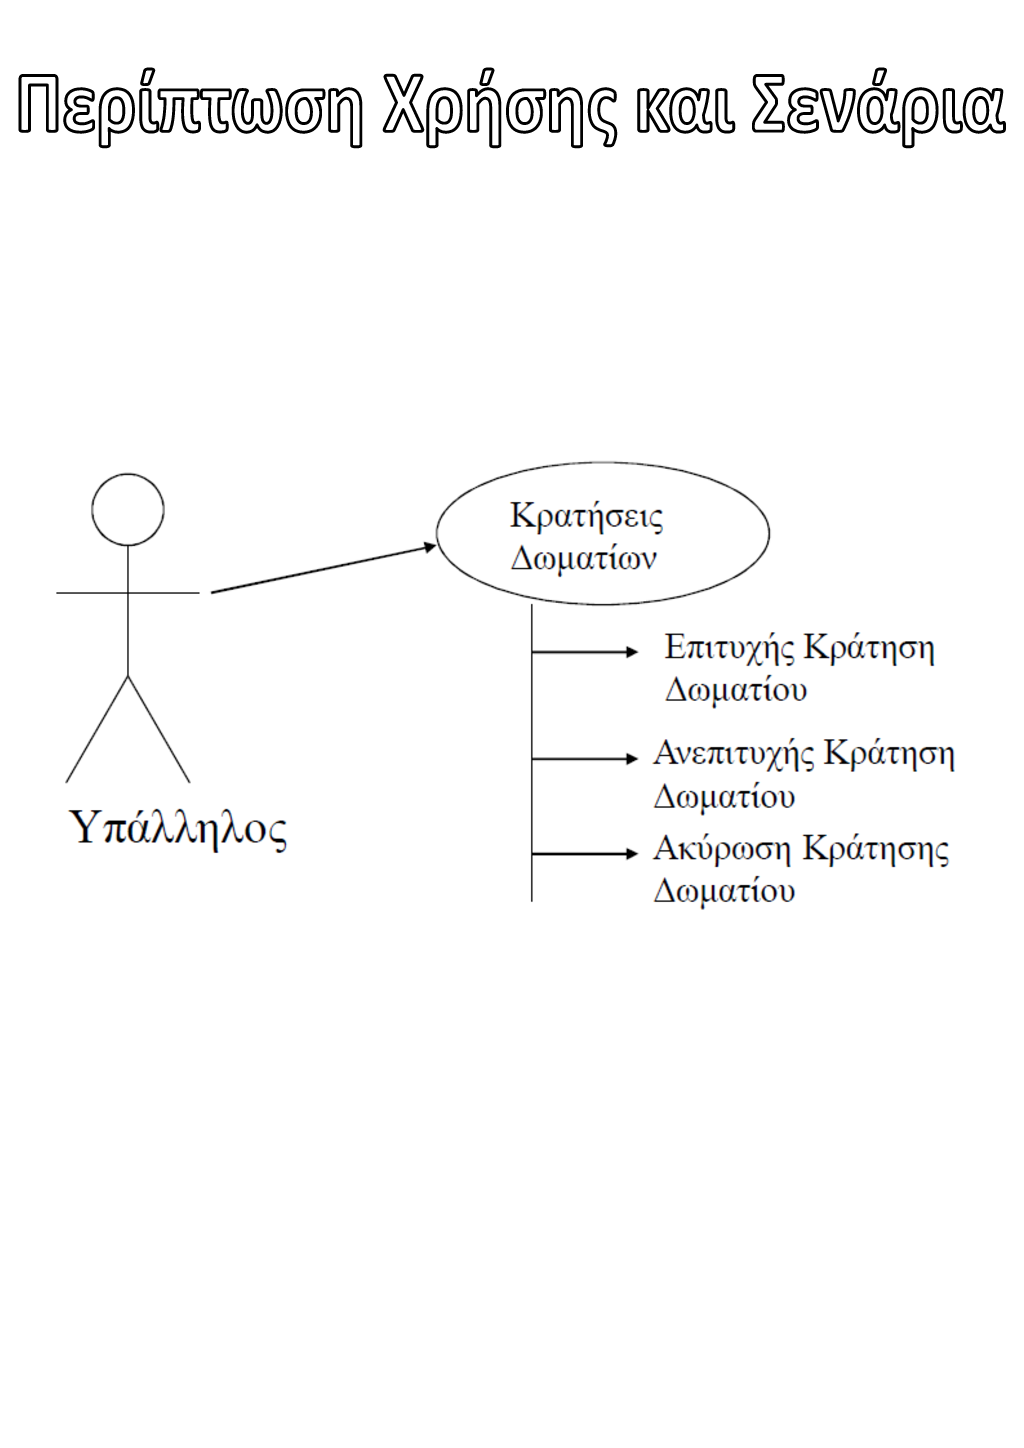 Περίπτωση Χρήσης και Σενάρια
Κρατήσεις
Δωματίων
Επιτυχής Κράτηση
Δωματίου
Ανεπιτυχής Κράτηση
Δωματίου
Ακύρωση Κράτησης
Δωματίου
Υπάλληλος